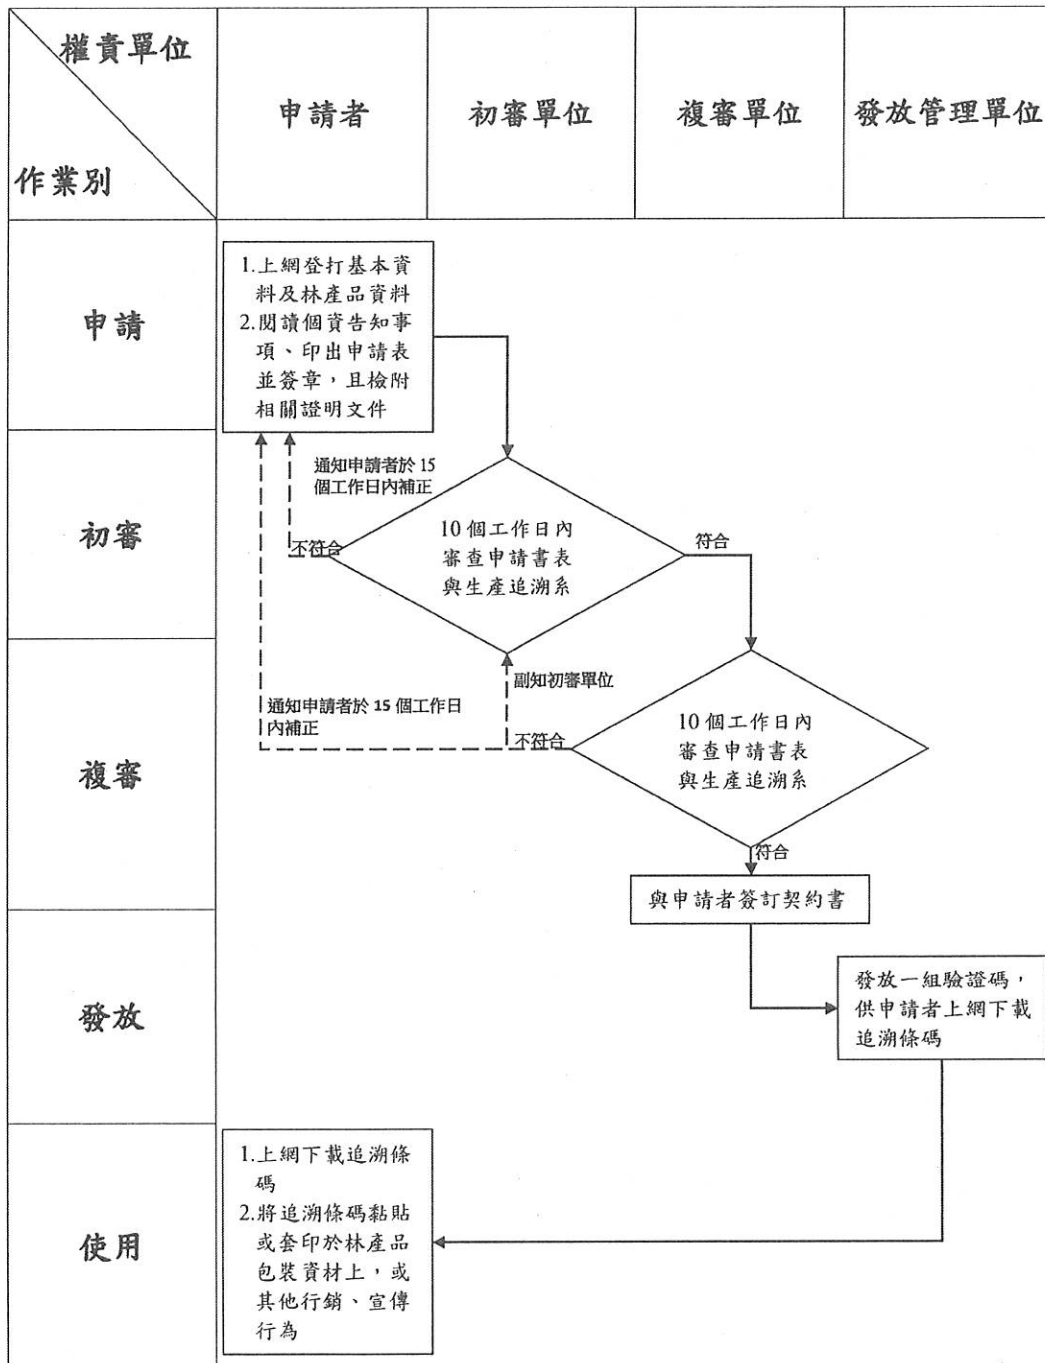 權責單位
作業別
申請者
初審單位
複審單位
發放管理單位
申請
1.上網登打基本資
料及林產品資料
2.閱讀個資告知事
項、印出申請表
並簽章，且檢附
相關證明文件
初審
通知申請者於 15
個工作日內補正
不符合
10 個工作日內
審查申請書表
與生產追溯系
符合
複審
副知初審單位
通知申請者於 15 個工作日
內補正
不符合
10 個工作日內
審查申請書表
與生產追溯系
符合
與申請者簽訂契約書
發放
發放一組驗證碼，
供申請者上網下載
追溯條碼
使用
1.上網下載追溯條
碼
2.將追溯條碼黏貼
或套印於林產品
包裝資材上，或
其他行銷、宣傳
行為